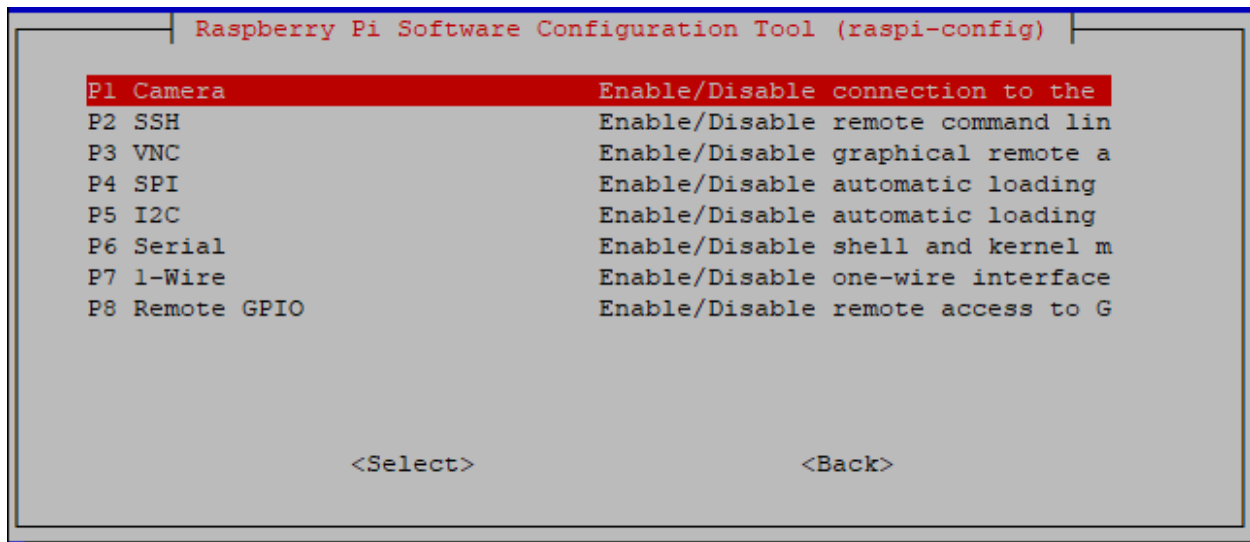 Raspberry Pi Software Configuration Tool (raspi-config)
P1 Camera Enable/Disable connection to the
P2 SSH Enable/Disable remote command lin
P3 VNC Enable/Disable graphical remote a
P4 SPI Enable/Disable automatic loading
P5 I2C Enable/Disable automatic loading
P6 Serial Enable/Disable shell and kernel m
P7 1-Wire Enable/Disable one-wire interface
P8 Remote GPIO Enable/Disable remote access to G
<Select> <Back>